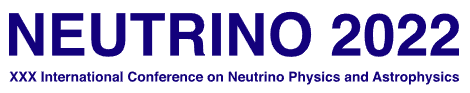 NEUTRINO 2022
XXX International Conference on Neutrino Physics and Astrophysics